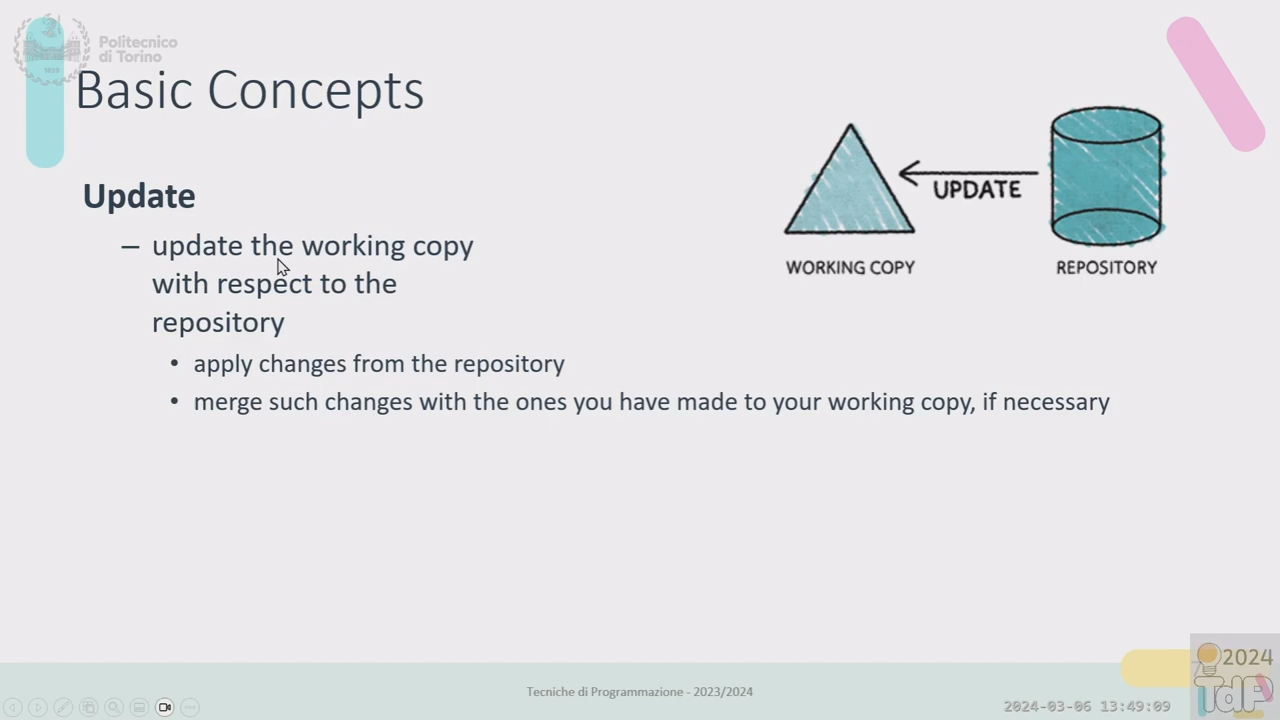 Politecnico
di Torino
Basic Concepts
Update
– update the working copy
with respect to the
repository
• apply changes from the repository
• merge such changes with the ones you have made to your working copy, if necessary
UPDATE
WORKING COPY
REPOSITORY
Tecniche di Programmazione - 2023/2024
2024-03-06 13:49:09
2024
TdP